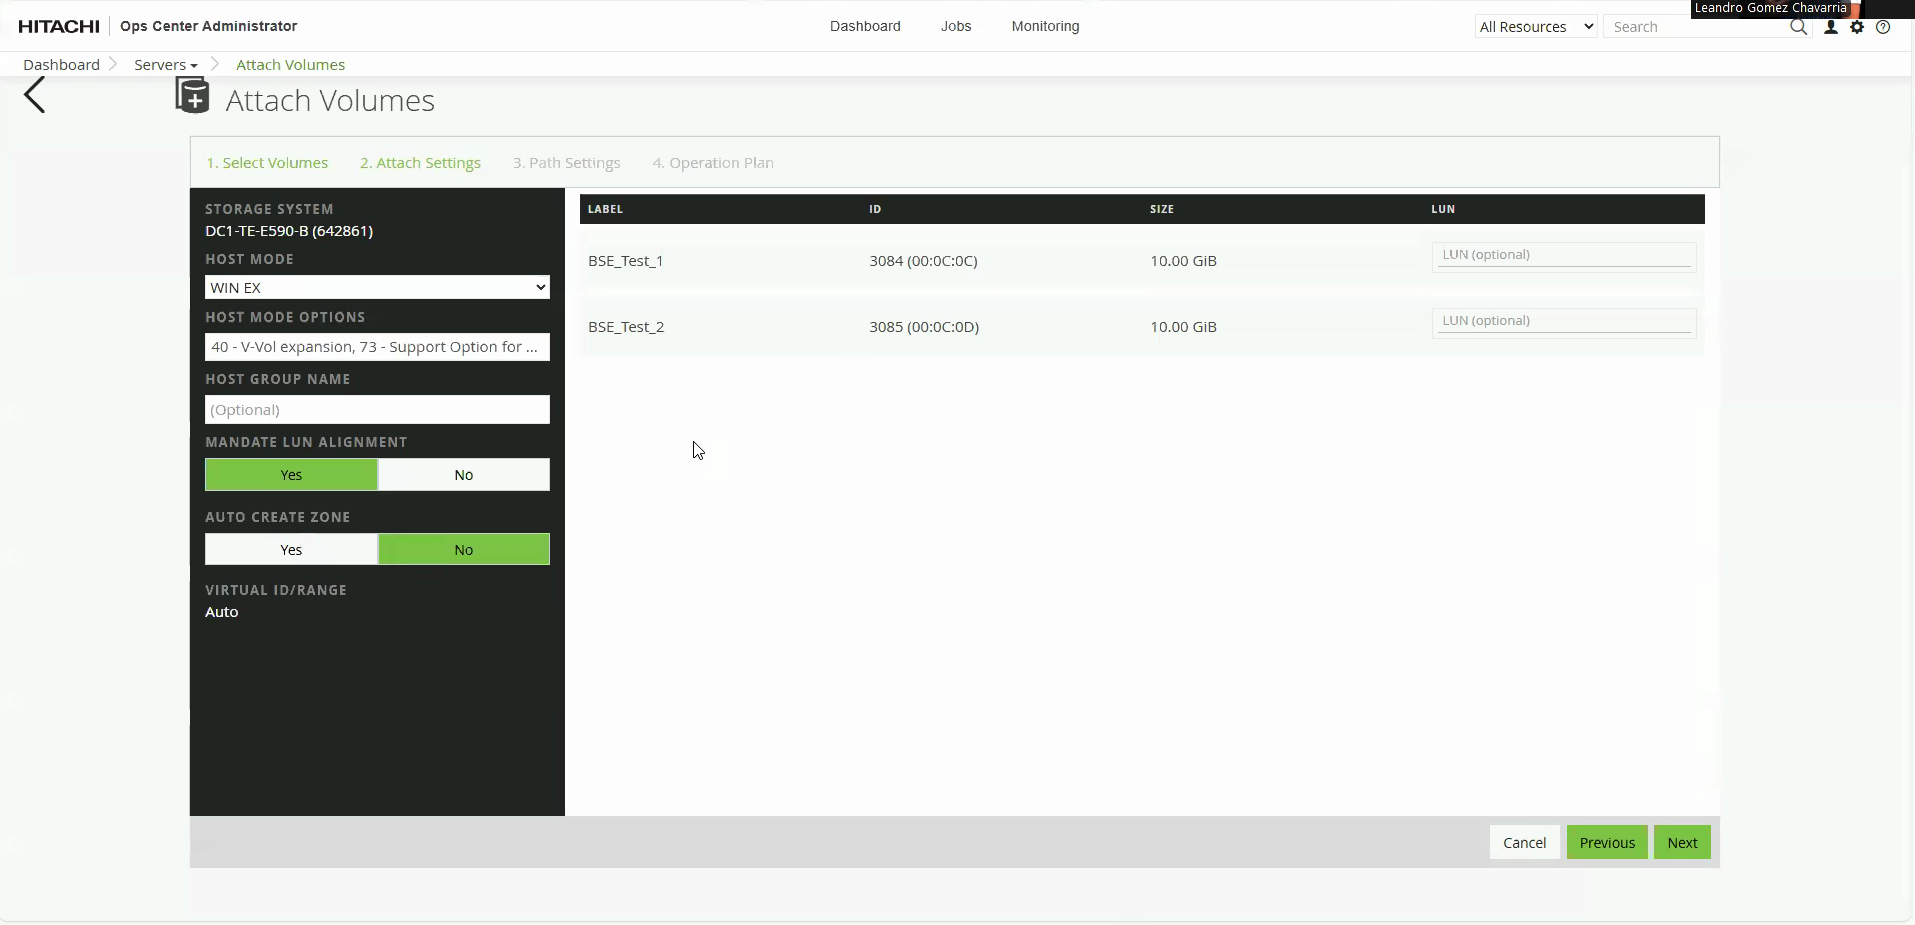 Leandro Gomez Chavarria
HITACHI Ops Center Administrator Dashboard Jobs Monitoring All Resources Search
Dashboard Servers Attach Volumes
Attach Volumes
1. Select Volumes 2. Attach Settings 3. Path Settings 4. Operation Plan
STORAGE SYSTEM
DC1-TE-E590-B (642861)
HOST MODE
WIN EX
HOST MODE OPTIONS
40 - V-Vol expansion, 73 - Support Option for ...
HOST GROUP NAME
(Optional)
MANDATE LUN ALIGNMENT
Yes No
AUTO CREATE ZONE
Yes No
VIRTUAL ID/RANGE
Auto
LABEL ID SIZE LUN
BSE_Test_1 3084 (00:0C:0C) 10.00 GiB LUN (optional)
BSE_Test_2 3085 (00:0C:0D) 10.00 GiB LUN (optional)
Cancel Previous Next